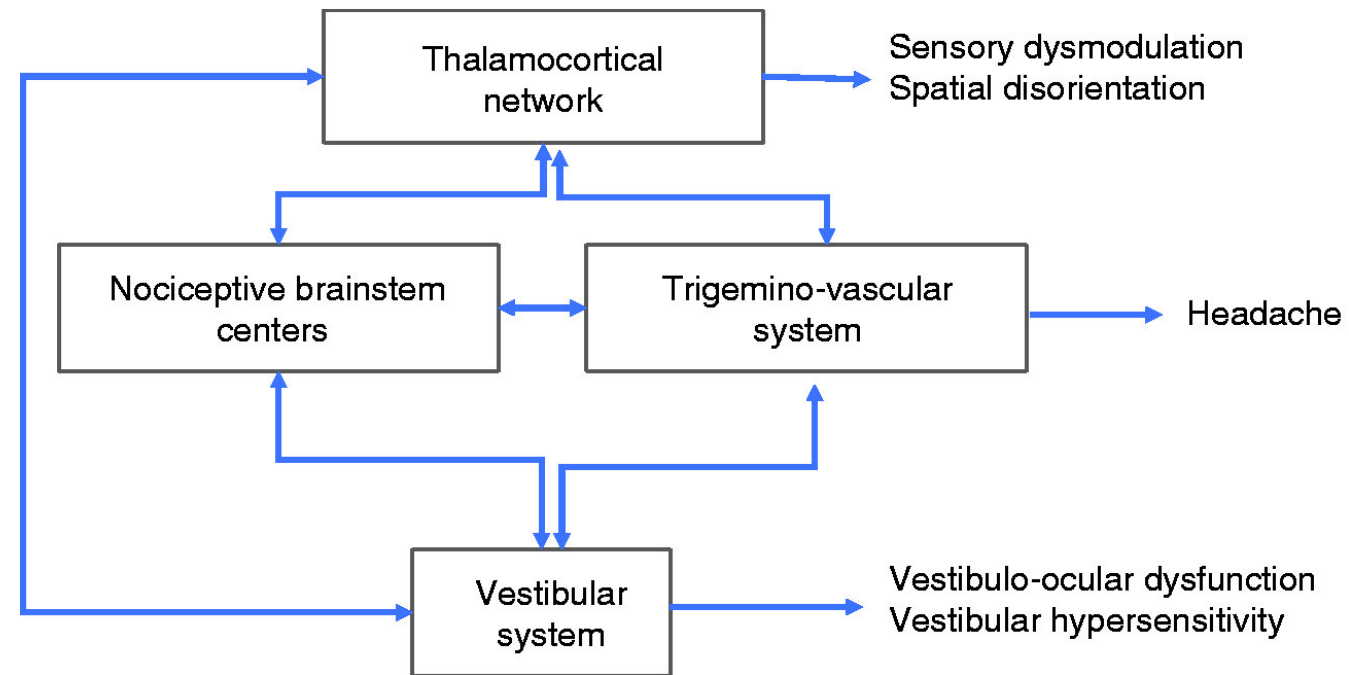 Thalamocortical
network
Sensory dysmodulation
Spatial disorientation
Nociceptive brainstem
centers
Trigemino-vascular
system
Headache
Vestibular
system
Vestibulo-ocular dysfunction
Vestibular hypersensitivity